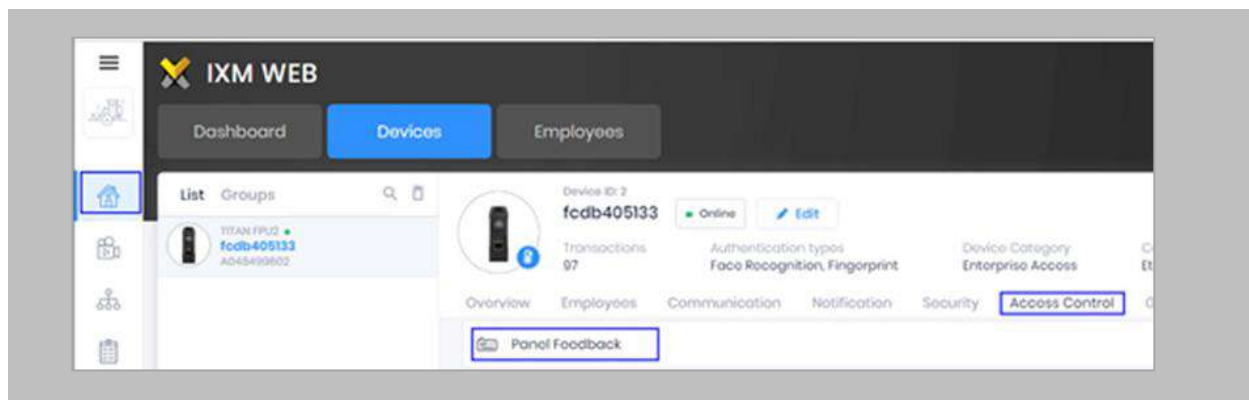 IXM WEB
Dashboard Devices Employees
List Groups
TITAN FPU2
fcdb405133
Device ID: 2
fcdb405133 Online Edit
Transactions Authentication types Device Category
97 Face Recognition, Fingerprint Enterprise Access
Overview Employees Communication Notification Security Access Control
Panel Feedback